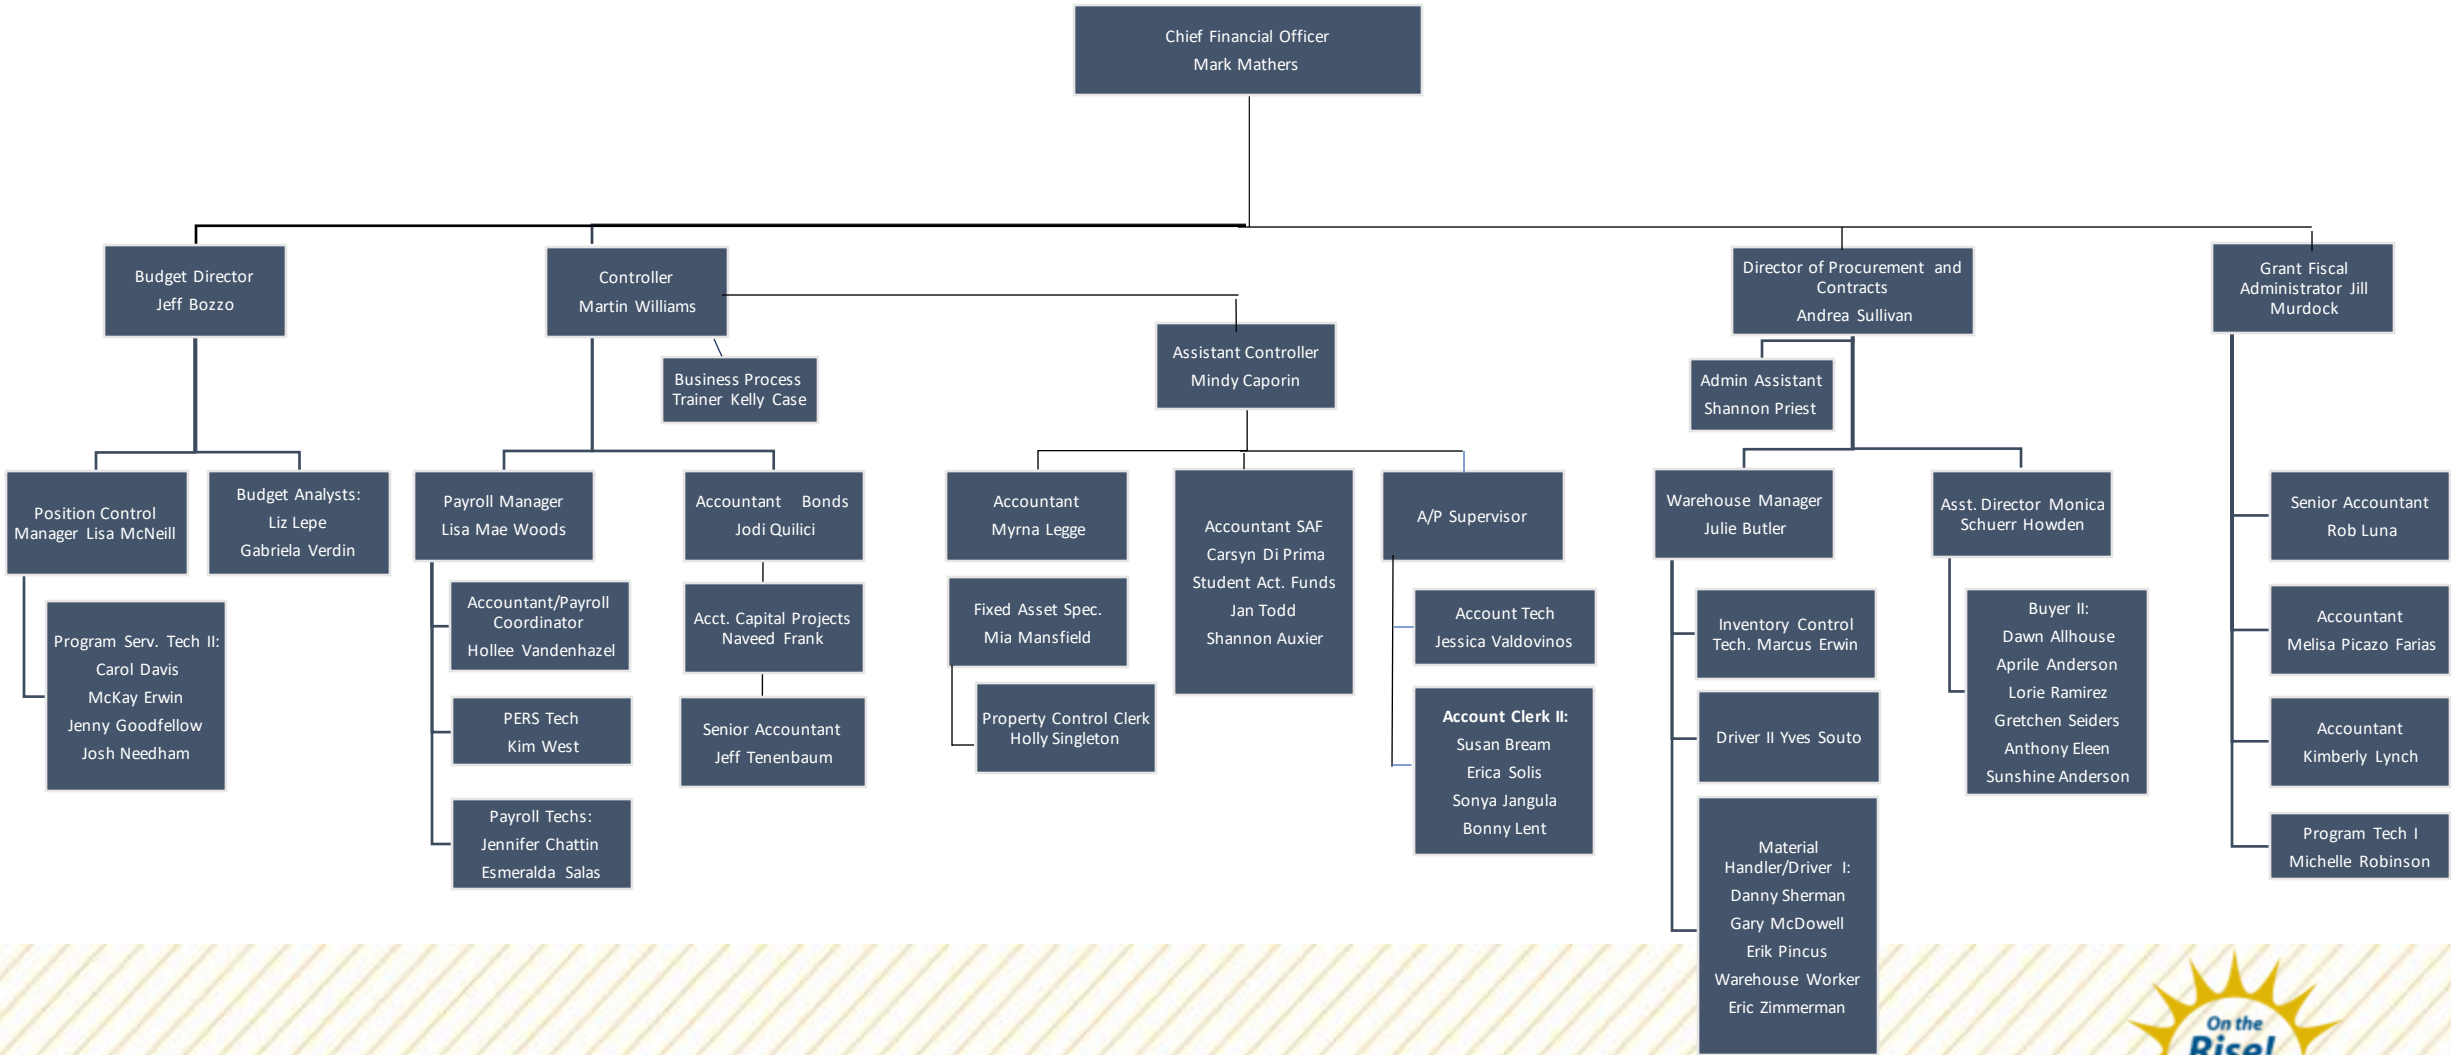 Chief Financial Officer
Mark Mathers
Budget Director
Jeff Bozzo
Controller
Martin Williams
Director of Procurement and
Contracts
Andrea Sullivan
Grant Fiscal
Administrator Jill
Murdock
Business Process
Trainer Kelly Case
Assistant Controller
Mindy Caporin
Admin Assistant
Shannon Priest
Position Control
Manager Lisa McNeill
Budget Analysts:
Liz Lepe
Gabriela Verdin
Program Serv. Tech II:
Carol Davis
McKay Erwin
Jenny Goodfellow
Josh Needham
Payroll Manager
Lisa Mae Woods
Accountant/Payroll
Coordinator
Hollee Vandenhazel
PERS Tech
Kim West
Payroll Techs:
Jennifer Chattin
Esmeralda Salas
Accountant Bonds
Jodi Quilici
Acct. Capital Projects
Naveed Frank
Senior Accountant
Jeff Tenenbaum
Accountant
Myrna Legge
Fixed Asset Spec.
Mia Mansfield
Property Control Clerk
Holly Singleton
Accountant SAF
Carsyn Di Prima
Student Act. Funds
Jan Todd
Shannon Auxier
A/P Supervisor
Account Tech
Jessica Valdovinos
Account Clerk II:
Susan Bream
Erica Solis
Sonya Jangula
Bonny Lent
Warehouse Manager
Julie Butler
Inventory Control
Tech. Marcus Erwin
Driver II Yves Souto
Material
Handler/Driver I:
Danny Sherman
Gary McDowell
Erik Pincus
Warehouse Worker
Eric Zimmerman
Asst. Director Monica
Schuerr Howden
Buyer II:
Dawn Allhouse
Aprile Anderson
Lorie Ramirez
Gretchen Seiders
Anthony Eleen
Sunshine Anderson
Senior Accountant
Rob Luna
Accountant
Melisa Picazo Farias
Accountant
Kimberly Lynch
Program Tech I
Michelle Robinson
On the
Rise!